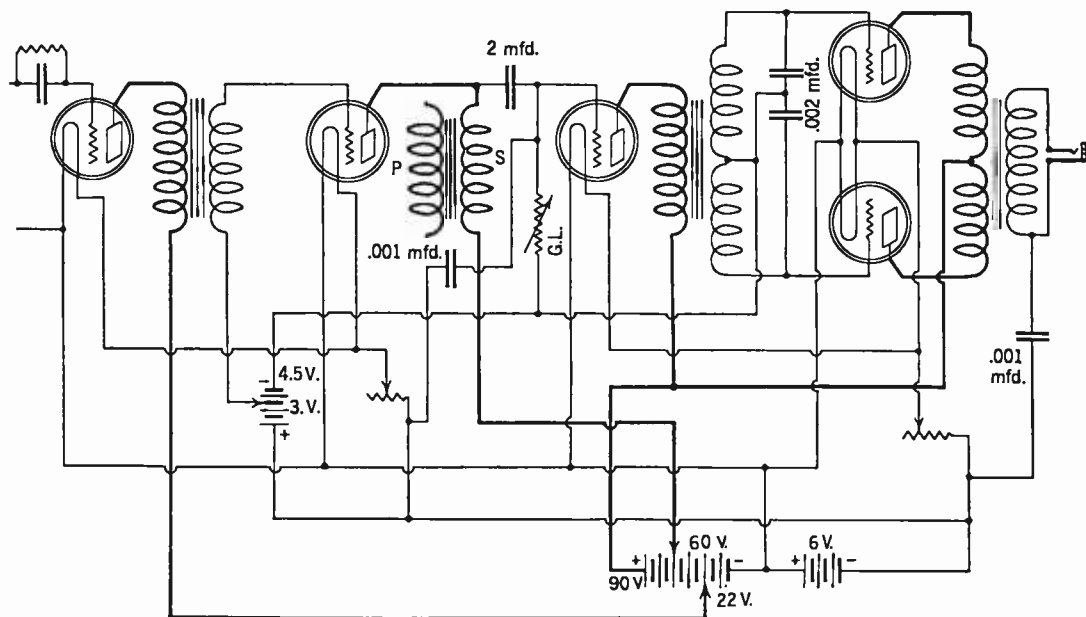 2 mfd.
.002 mfd.
P
S
G.L.
.001 mfd.
.001
mfd.
- 4.5 V.
3. V.
+
60 V.
+ -
90 V
22 V.
6 V.
+ -